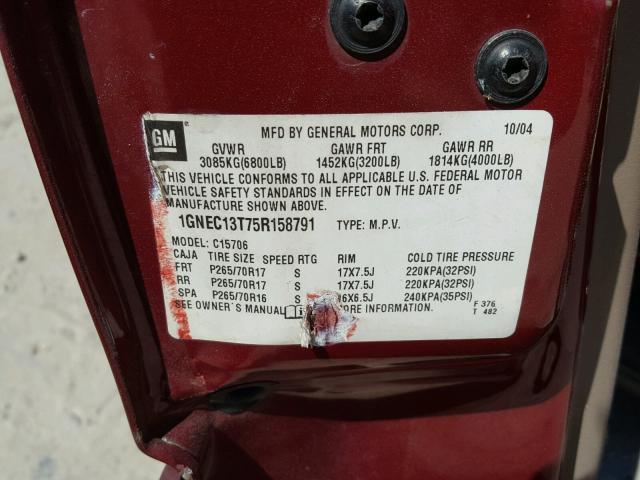 GM
MFD BY GENERAL MOTORS CORP. 10/04
GVWR GAWR FRT GAWR RR
3085KG(6800LB) 1452KG(3200LB) 1814KG(4000LB)
THIS VEHICLE CONFORMS TO ALL APPLICABLE U.S. FEDERAL MOTOR
VEHICLE SAFETY STANDARDS IN EFFECT ON THE DATE OF
MANUFACTURE SHOWN ABOVE.
1GNEC13T75R158791 TYPE: M.P.V.
MODEL: C15706
CAJA TIRE SIZE SPEED RTG RIM COLD TIRE PRESSURE
FRT P265/70R17 S 17X7.5J 220KPA(32PSI)
RR P265/70R17 S 17X7.5J 220KPA(32PSI)
SPA P265/70R16 S 16X6.5J 240KPA(35PSI)
SEE OWNER'S MANUAL MORE INFORMATION.
F 376
T 482